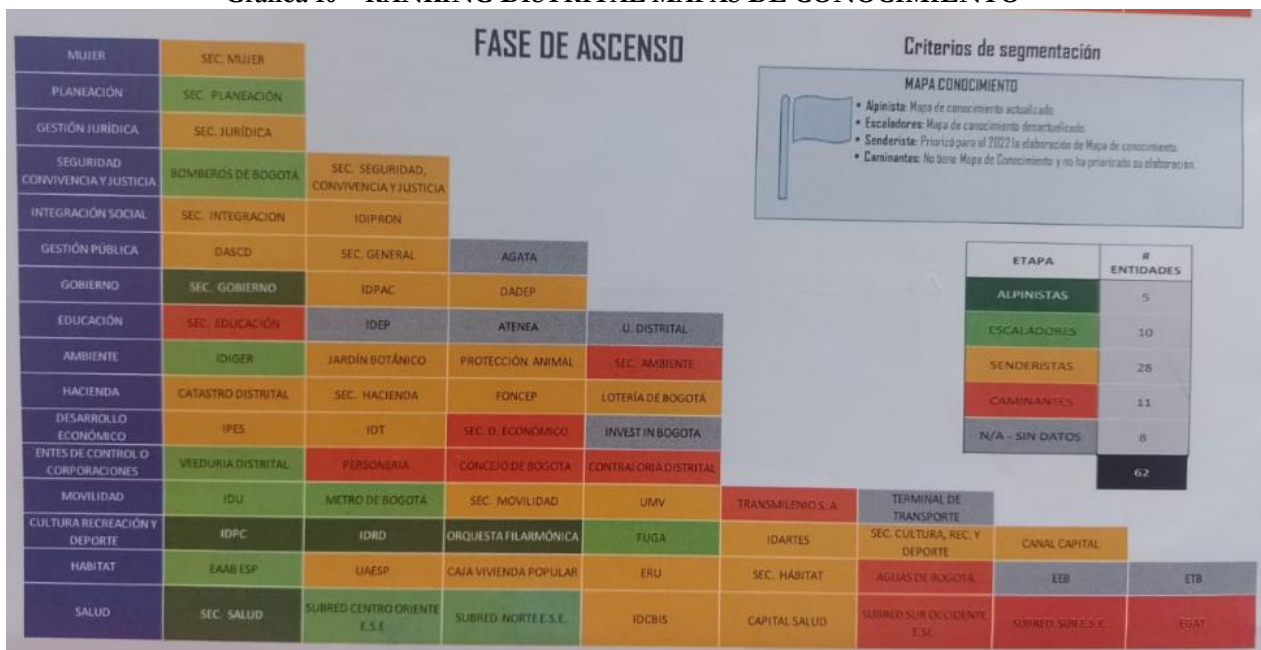 Gráfica 10 – RANKING DISTRITAL MAPAS DE CONOCIMIENTO
FASE DE ASCENSO
Criterios de segmentación
MAPA CONOCIMIENTO
• Alpinista: Mapa de conocimiento actualizado.
• Escaladores: Mapa de conocimiento desactualizado.
• Senderista: Priorizó para el 2022 la elaboración de Mapa de conocimiento.
• Caminantes: No tiene Mapa de Conocimiento y no ha priorizado su elaboración.
MUJER SEC. MUJER
PLANEACIÓN SEC. PLANEACIÓN
GESTIÓN JURÍDICA SEC. JURÍDICA
SEGURIDAD CONVIVENCIA Y JUSTICIA BOMBEROS DE BOGOTÁ SEC. SEGURIDAD, CONVIVENCIA Y JUSTICIA
INTEGRACIÓN SOCIAL SEC. INTEGRACION IDIPRON
GESTIÓN PÚBLICA DASCD SEC. GENERAL AGATA
GOBIERNO SEC. GOBIERNO IDPAC DADEP
EDUCACIÓN SEC. EDUCACIÓN IDEP ATENEA U. DISTRITAL
AMBIENTE IDIGER JARDÍN BOTÁNICO PROTECCIÓN ANIMAL SEC. AMBIENTE
HACIENDA CATASTRO DISTRITAL SEC. HACIENDA FONCEP LOTERÍA DE BOGOTÁ
DESARROLLO ECONÓMICO IPES IDT SEC. D. ECONÓMICO INVEST IN BOGOTA
ENTES DE CONTROL O CORPORACIONES VEEDURIA DISTRITAL PERSONERIA CONCEJO DE BOGOTA CONTRALORIA DISTRITAL
MOVILIDAD IDU METRO DE BOGOTÁ SEC. MOVILIDAD UMV TRANSMILENIO S. A. TERMINAL DE TRANSPORTE
CULTURA RECREACIÓN Y DEPORTE IDPC IDRD ORQUESTA FILARMÓNICA FUGA IDARTES SEC. CULTURA, REC. Y DEPORTE CANAL CAPITAL
HABITAT EAAB ESP UAESP CAJA VIVIENDA POPULAR ERU SEC. HÁBITAT AGUAS DE BOGOTÁ EEB ETB
SALUD SEC. SALUD SUBRED CENTRO ORIENTE E.S.E SUBRED NORTE E.S.E. IDCBIS CAPITAL SALUD SUBRED SUR OCCIDENTE E.SE. SUBRED SUR E.S.E. EGAT
ETAPA # ENTIDADES
ALPINISTAS 5
ESCALADORES 10
SENDERISTAS 28
CAMINANTES 11
N/A - SIN DATOS 8
62